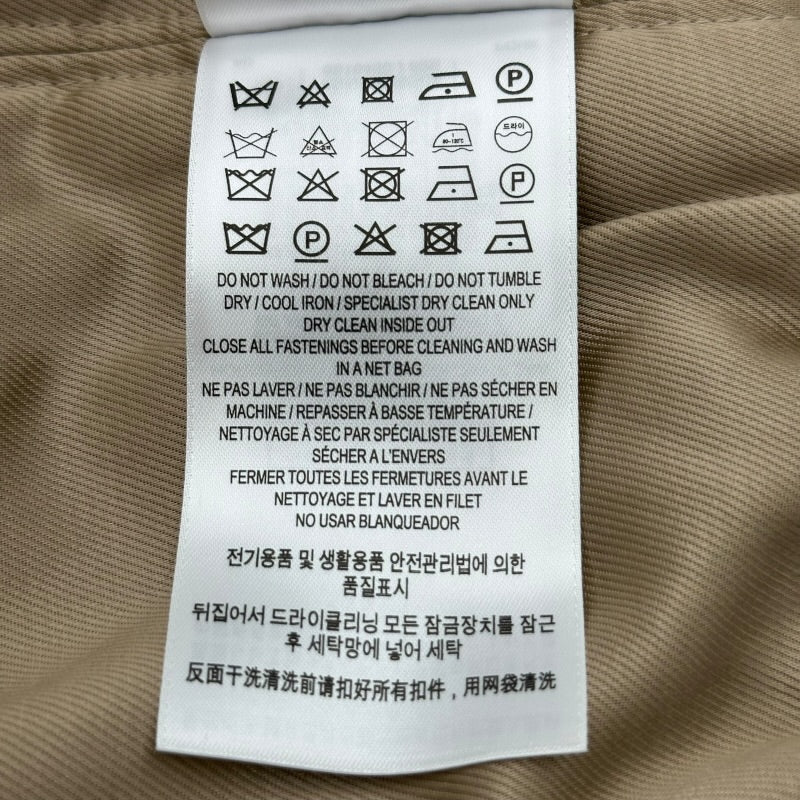 P
드라이
80~120℃
P
P
DO NOT WASH / DO NOT BLEACH / DO NOT TUMBLE
DRY / COOL IRON / SPECIALIST DRY CLEAN ONLY
DRY CLEAN INSIDE OUT
CLOSE ALL FASTENINGS BEFORE CLEANING AND WASH
IN A NET BAG
NE PAS LAVER / NE PAS BLANCHIR / NE PAS SÉCHER EN
MACHINE / REPASSER À BASSE TEMPÉRATURE /
NETTOYAGE À SEC PAR SPÉCIALISTE SEULEMENT
SÉCHER A L'ENVERS
FERMER TOUTES LES FERMETURES AVANT LE
NETTOYAGE ET LAVER EN FILET
NO USAR BLANQUEADOR
전기용품 및 생활용품 안전관리법에 의한
품질표시
뒤집어서 드라이클리닝 모든 잠금장치를 잠근
후 세탁망에 넣어 세탁
反面干洗清洗前请扣好所有扣件，用网袋清洗